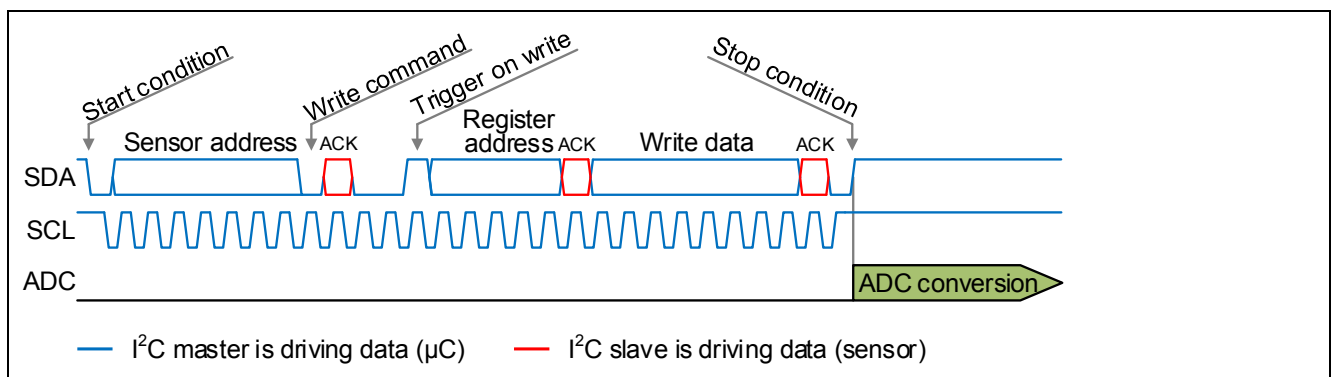 Start condition
Write command
Trigger on write
Stop condition
Sensor address
ACK
Register
address
ACK
Write data
ACK
SDA
SCL
ADC
ADC conversion
I²C master is driving data (µC)
I²C slave is driving data (sensor)